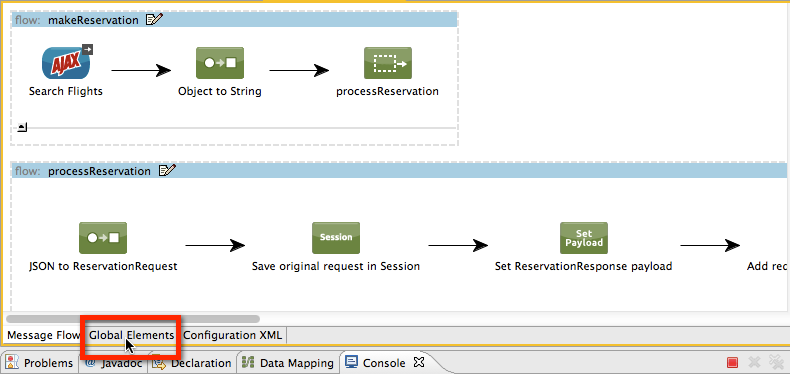 flow: makeReservation
AJAX
Search Flights
Object to String
processReservation
flow: processReservation
Session
Set
Payload
JSON to ReservationRequest
Save original request in Session
Set ReservationResponse payload
Add rec
Message Flow
Global Elements
Configuration XML
Problems
@ Javadoc
Declaration
Data Mapping
Console